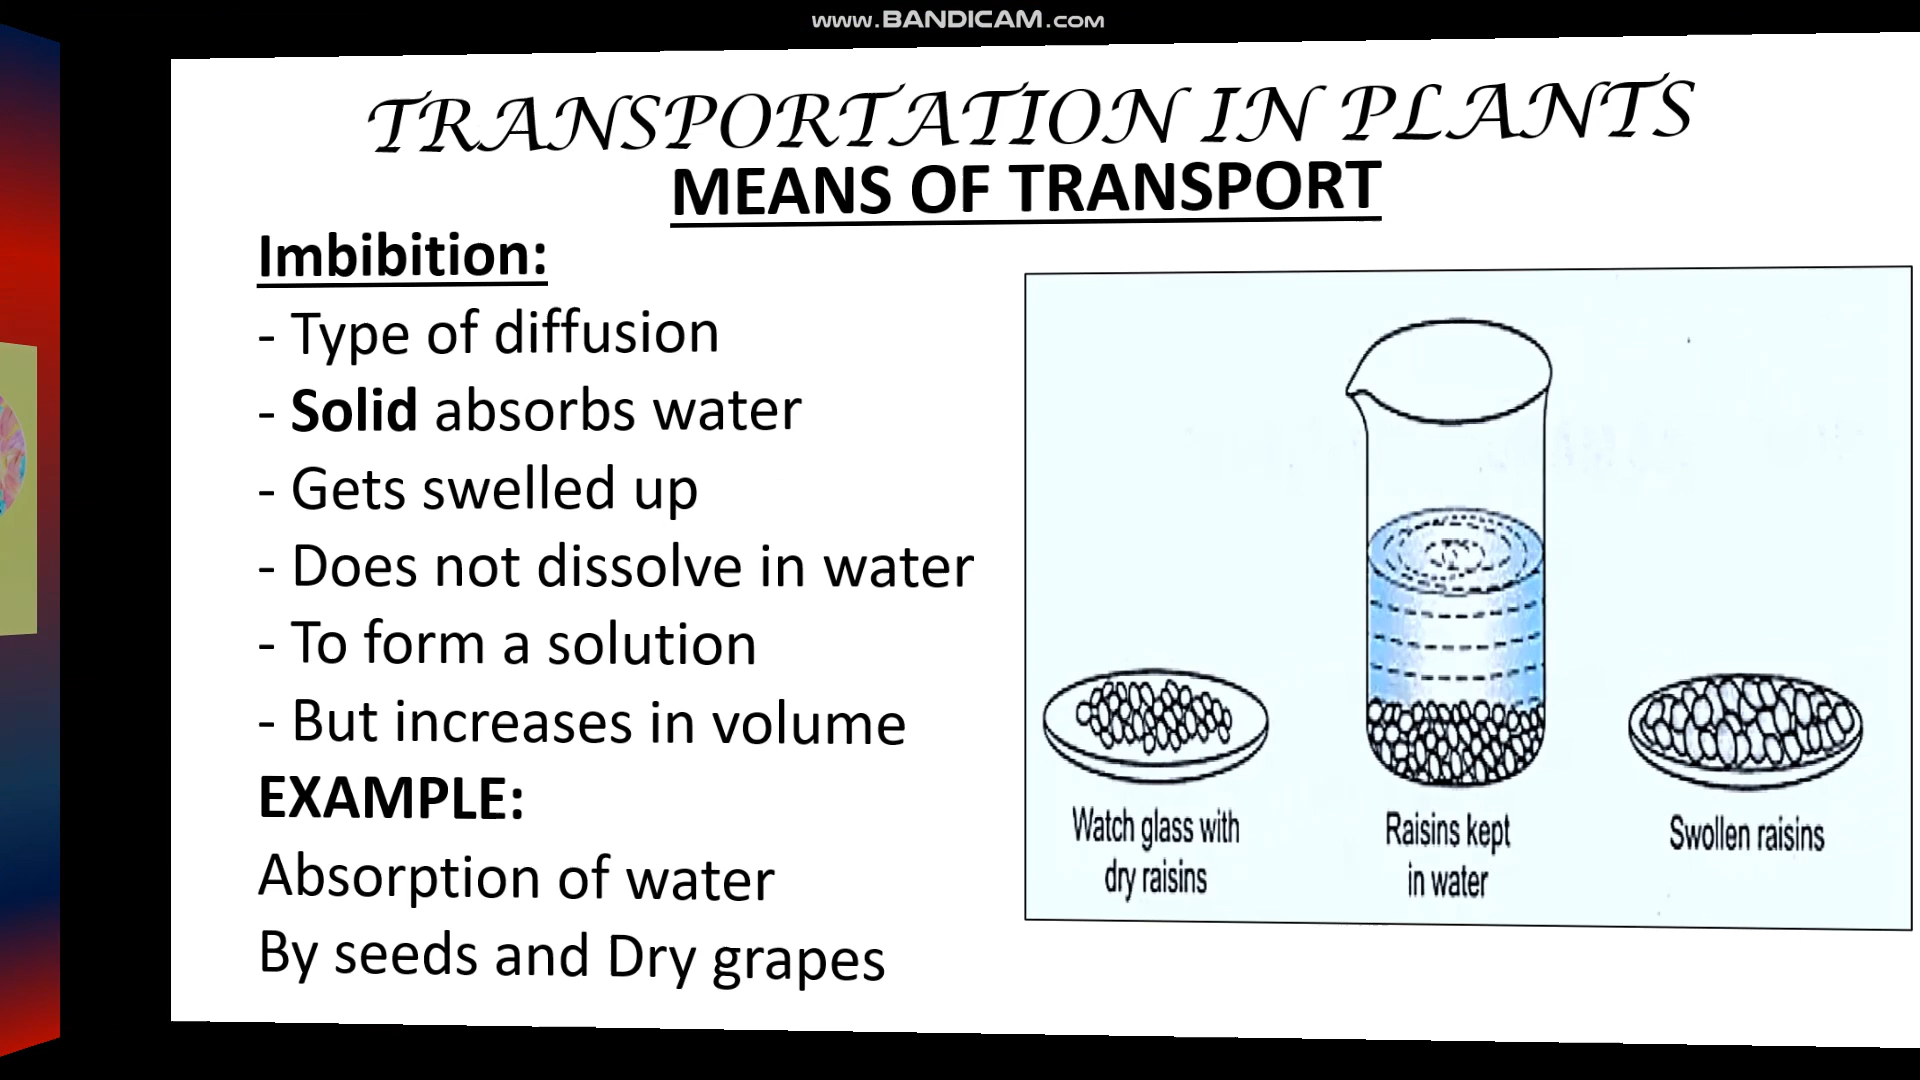 www.BANDICAM.com
TRANSPORTATION IN PLANTS
MEANS OF TRANSPORT
Imbibition:
- Type of diffusion
- Solid absorbs water
- Gets swelled up
- Does not dissolve in water
- To form a solution
- But increases in volume
EXAMPLE:
Absorption of water
By seeds and Dry grapes
Watch glass with
dry raisins
Raisins kept
in water
Swollen raisins